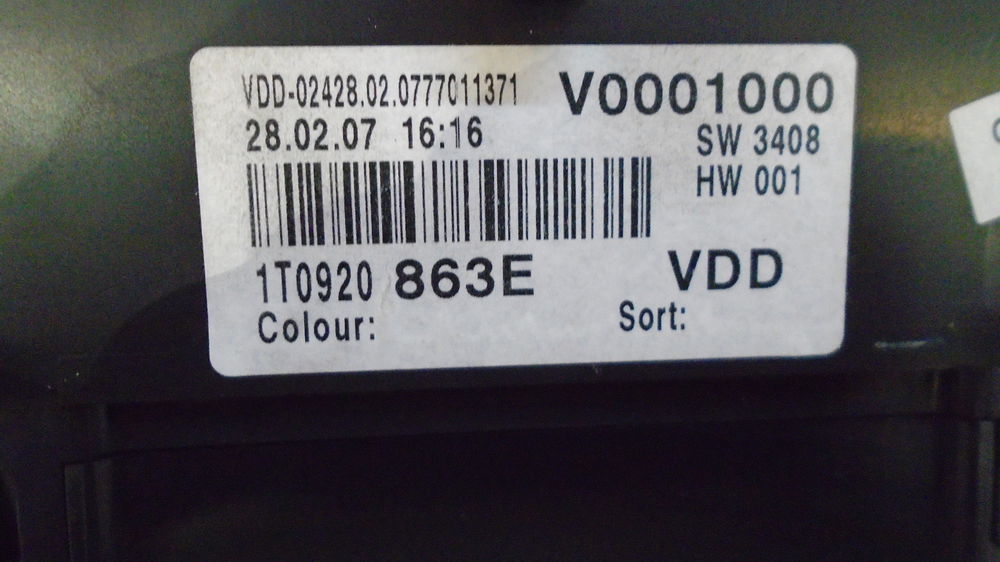 VDD-02428.02.0777011371 V0001000
28.02.07 16:16 SW 3408
HW 001
1T0920 863E VDD
Colour: Sort: